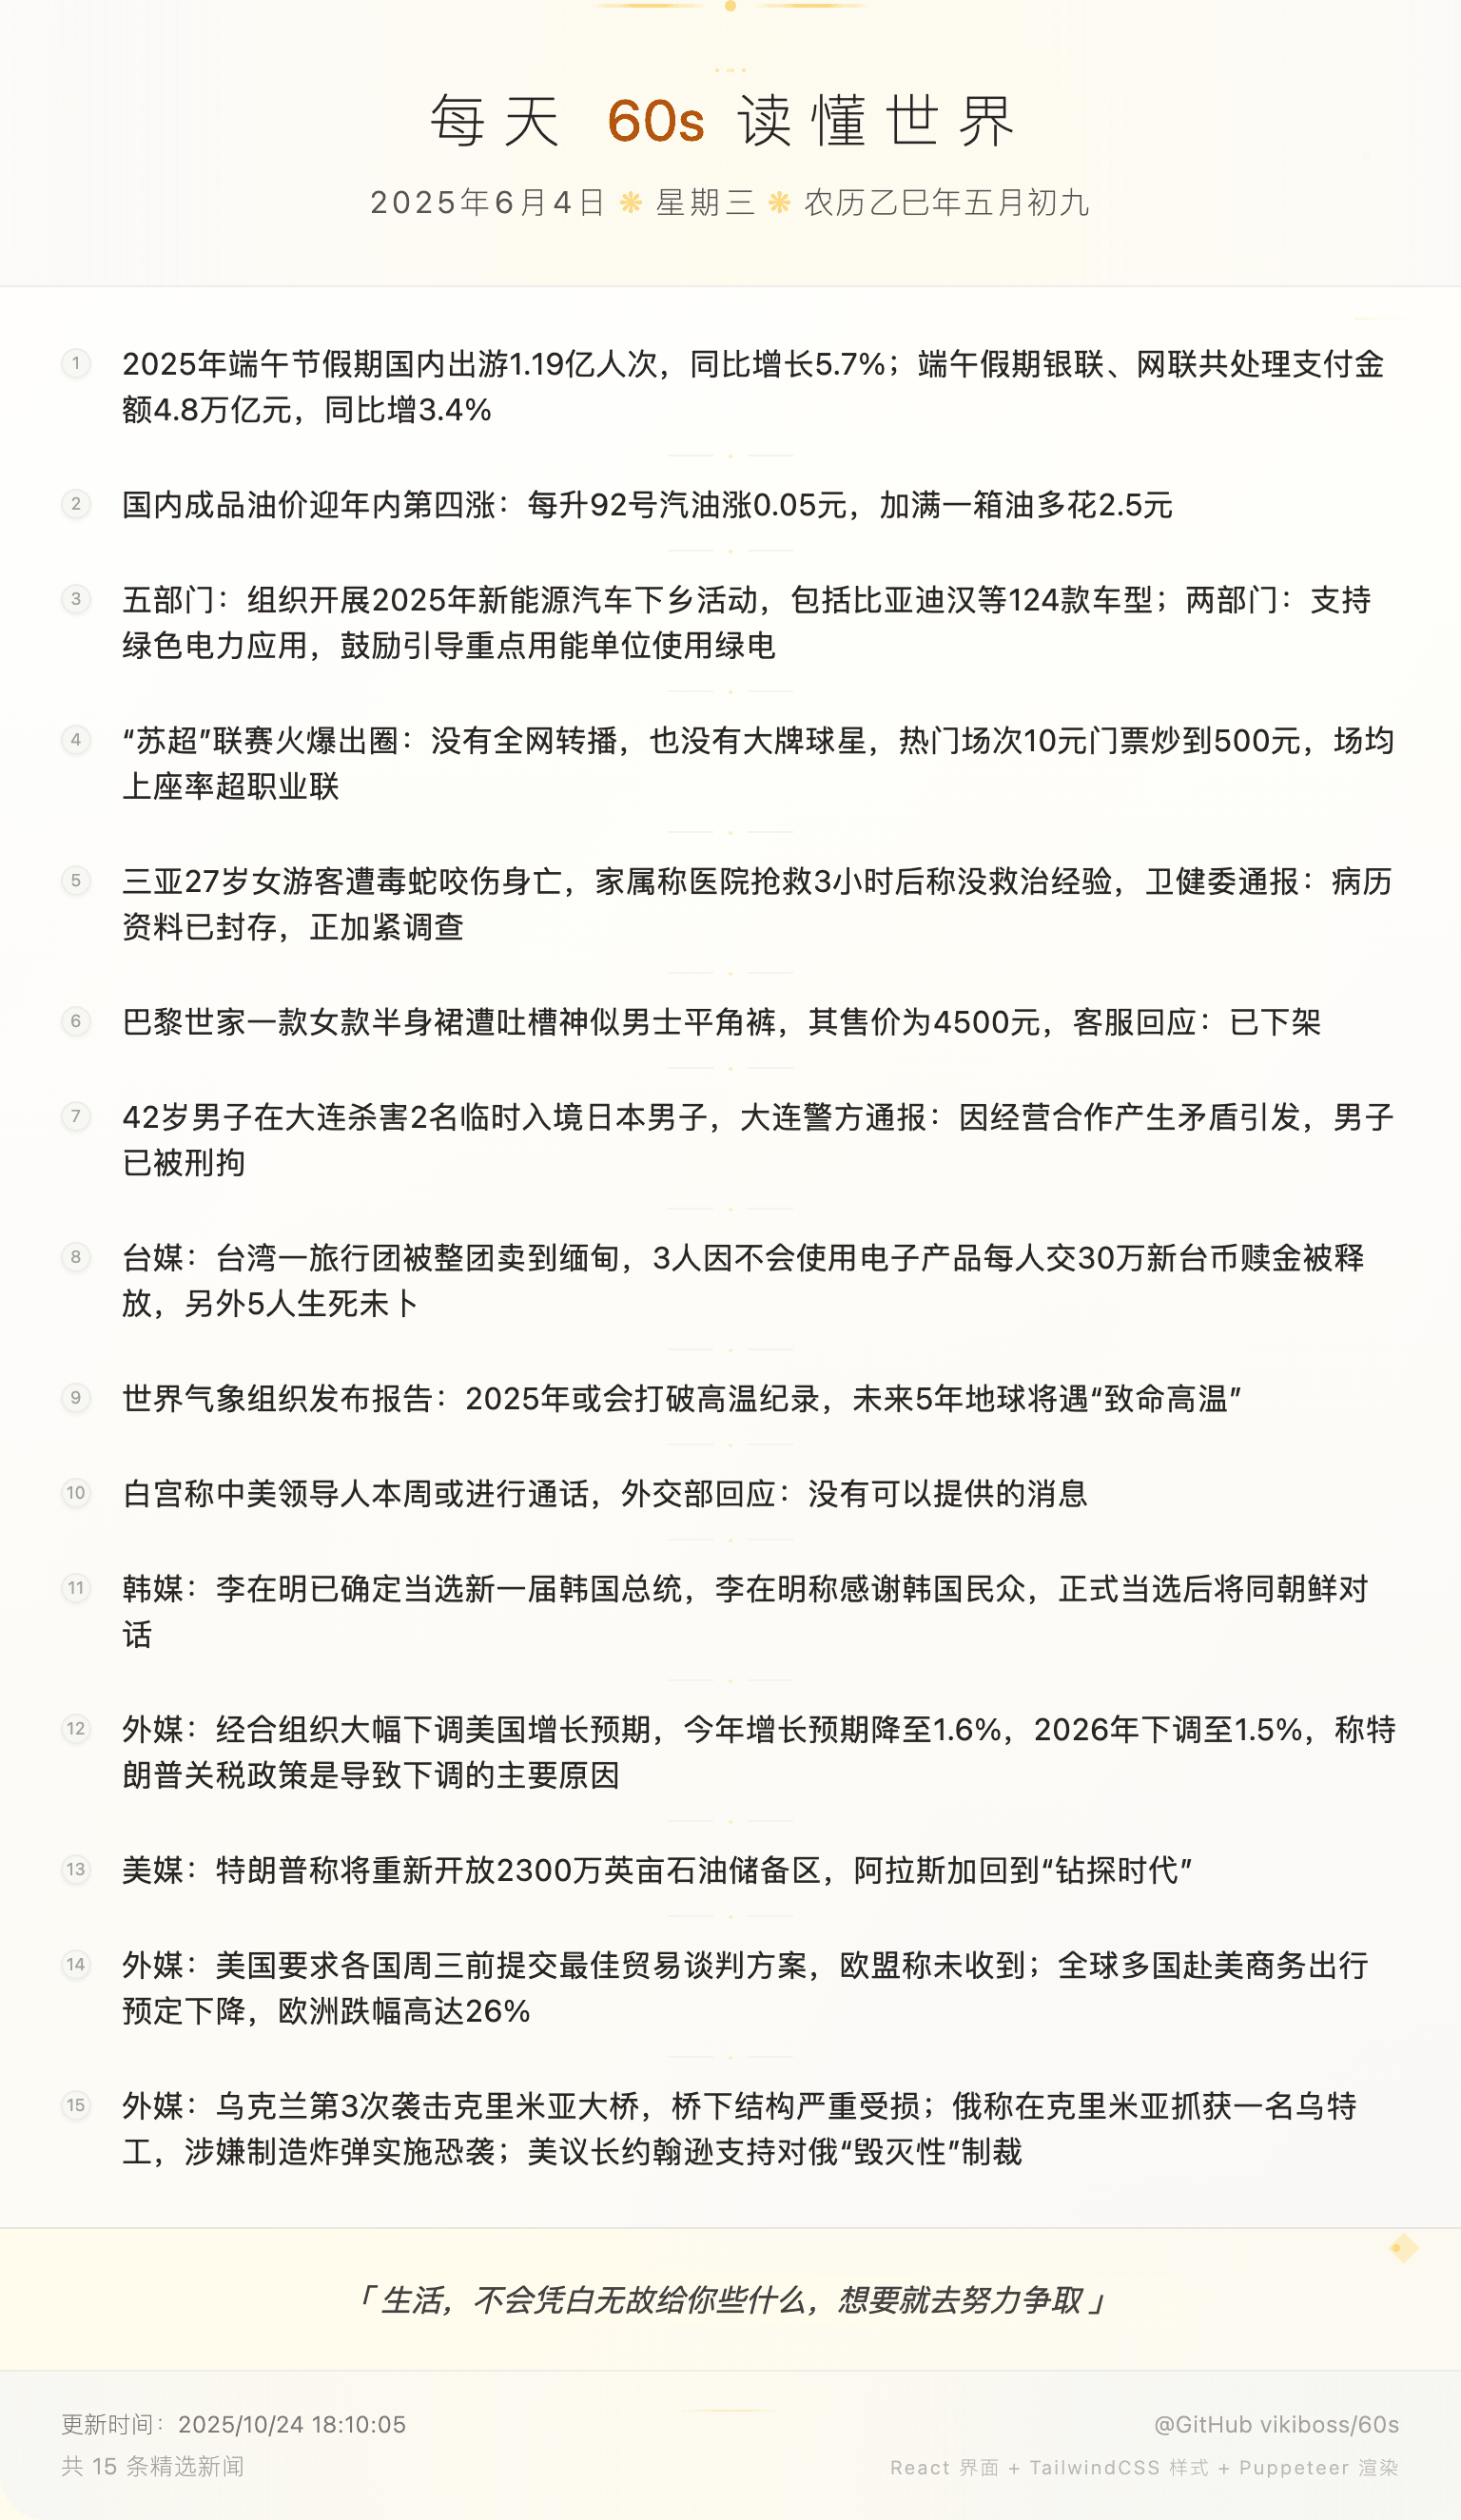 每天 60s 读懂世界
2025年6月4日 ❋ 星期三 ❋ 农历乙巳年五月初九
1 2025年端午节假期国内出游1.19亿人次，同比增长5.7%；端午假期银联、网联共处理支付金
额4.8万亿元，同比增3.4%
2 国内成品油价迎年内第四涨：每升92号汽油涨0.05元，加满一箱油多花2.5元
3 五部门：组织开展2025年新能源汽车下乡活动，包括比亚迪汉等124款车型；两部门：支持
绿色电力应用，鼓励引导重点用能单位使用绿电
4 “苏超”联赛火爆出圈：没有全网转播，也没有大牌球星，热门场次10元门票炒到500元，场均
上座率超职业联
5 三亚27岁女游客遭毒蛇咬伤身亡，家属称医院抢救3小时后称没救治经验，卫健委通报：病历
资料已封存，正加紧调查
6 巴黎世家一款女款半身裙遭吐槽神似男士平角裤，其售价为4500元，客服回应：已下架
7 42岁男子在大连杀害2名临时入境日本男子，大连警方通报：因经营合作产生矛盾引发，男子
已被刑拘
8 台媒：台湾一旅行团被整团卖到缅甸，3人因不会使用电子产品每人交30万新台币赎金被释
放，另外5人生死未卜
9 世界气象组织发布报告：2025年或会打破高温纪录，未来5年地球将遇“致命高温”
10 白宫称中美领导人本周或进行通话，外交部回应：没有可以提供的消息
11 韩媒：李在明已确定当选新一届韩国总统，李在明称感谢韩国民众，正式当选后将同朝鲜对
话
12 外媒：经合组织大幅下调美国增长预期，今年增长预期降至1.6%，2026年下调至1.5%，称特
朗普关税政策是导致下调的主要原因
13 美媒：特朗普称将重新开放2300万英亩石油储备区，阿拉斯加回到“钻探时代”
14 外媒：美国要求各国周三前提交最佳贸易谈判方案，欧盟称未收到；全球多国赴美商务出行
预定下降，欧洲跌幅高达26%
15 外媒：乌克兰第3次袭击克里米亚大桥，桥下结构严重受损；俄称在克里米亚抓获一名乌特
工，涉嫌制造炸弹实施恐袭；美议长约翰逊支持对俄“毁灭性”制裁
「 生活，不会凭白无故给你些什么，想要就去努力争取 」
更新时间：2025/10/24 18:10:05
@GitHub vikiboss/60s
共 15 条精选新闻
React 界面 + TailwindCSS 样式 + Puppeteer 渲染